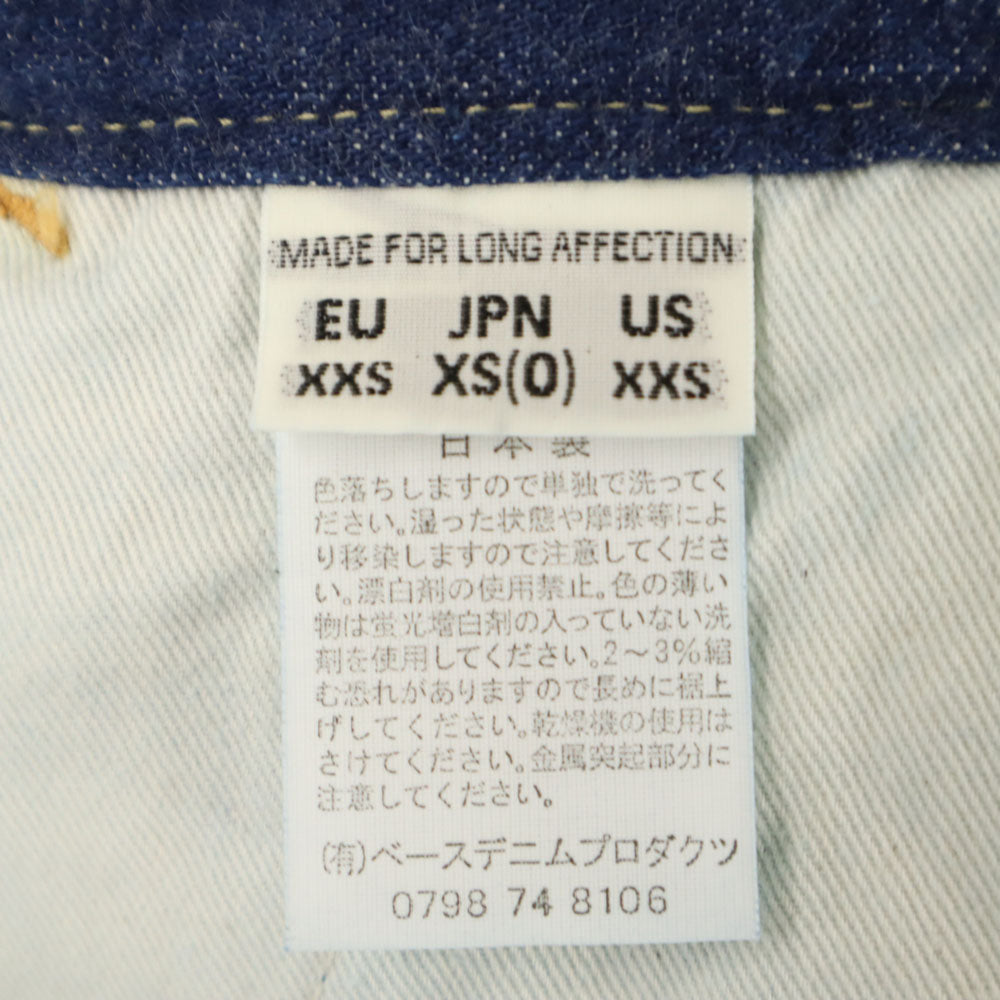 MADE FOR LONG AFFECTION
EU JPN US
XXS XS(0) XXS
日本製
色落ちしますので単独で洗ってく
ださい。湿った状態や摩擦等によ
り移染しますので注意してくださ
い。漂白剤の使用禁止。色の薄い
物は蛍光増白剤の入っていない洗
剤を使用してください。2～3%縮
む恐れがありますので長めに裾上
げしてください。乾燥機の使用は
さけてください。金属突起部分に
注意してください。
(有)ベースデニムプロダクツ
0798 74 8106